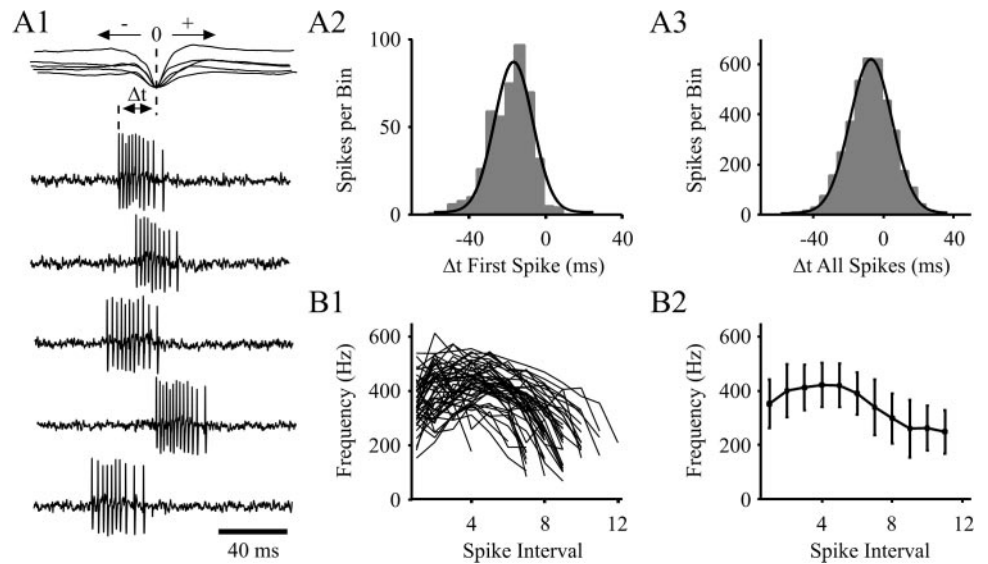 A1
- 0 +
Δt
40 ms
A2
Spikes per Bin
100
50
0
-40 0 40
Δt First Spike (ms)
A3
Spikes per Bin
600
400
200
0
-40 0 40
Δt All Spikes (ms)
B1
Frequency (Hz)
600
400
200
0
4 8 12
Spike Interval
B2
Frequency (Hz)
600
400
200
0
4 8 12
Spike Interval